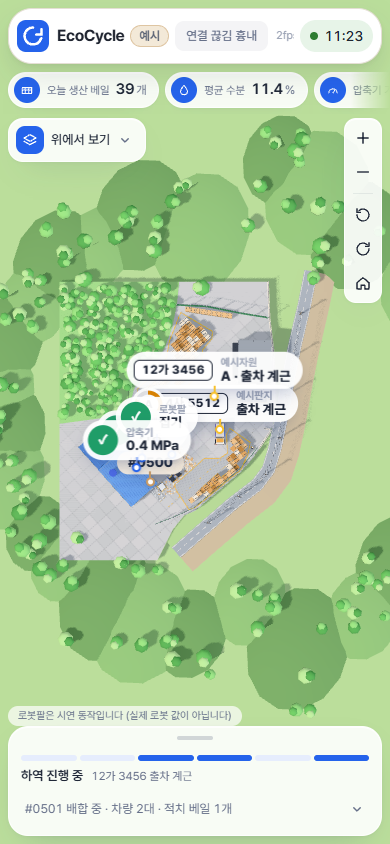 EcoCycle 예시 연결 끊김 흉내 2fp 11:23
오늘 생산 베일 39 개 평균 수분 11.4 % 압축기
위에서 보기
12가 3456 예시자원
A · 출차 계근
5512 예시판지
출차 계근
로봇팔
압축기
0.4 MPa
#0500
로봇팔은 시연 동작입니다 (실제 로봇 값이 아닙니다)
하역 진행 중 12가 3456 출차 계근
#0501 배합 중 · 차량 2대 · 적치 베일 1개